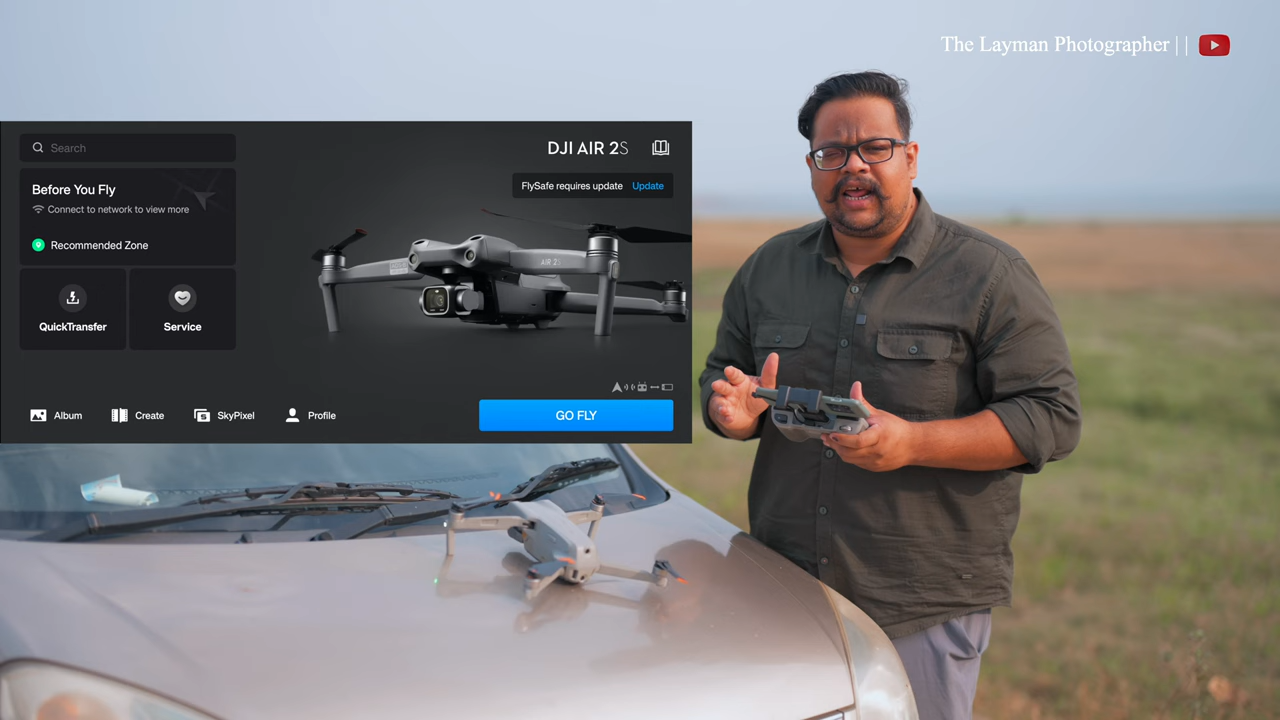 The Layman Photographer ||
Search
DJI AIR 2S
FlySafe requires update Update
Before You Fly
Connect to network to view more
Recommended Zone
AIR 2S
QuickTransfer
Service
Album
Create
SkyPixel
Profile
GO FLY